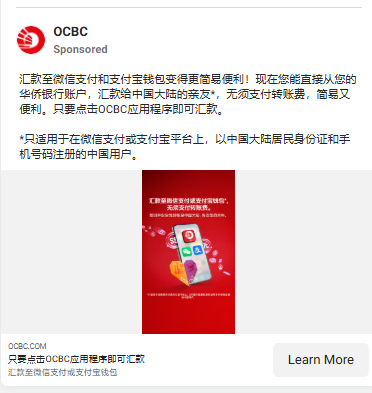 OCBC
Sponsored
汇款至微信支付和支付宝钱包变得更简易便利！现在您能直接从您的
华侨银行账户，汇款给中国大陆的亲友*，无须支付转账费，简易又
便利。只要点击OCBC应用程序即可汇款。
*只适用于在微信支付或支付宝平台上，以中国大陆居民身份证和手
机号码注册的中国用户。
汇款至微信支付或支付宝钱包*，
无须支付转账费。
OCBC.COM
只要点击OCBC应用程序即可汇款
汇款至微信支付或支付宝钱包
Learn More